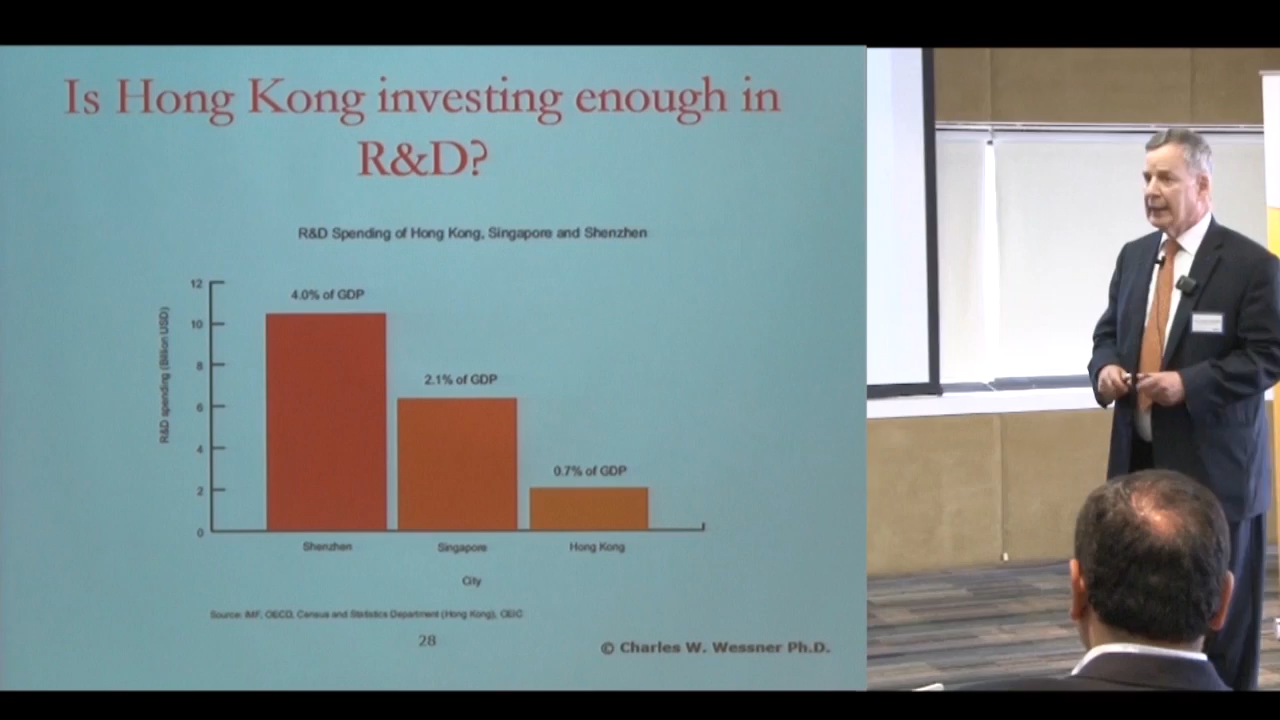 Is Hong Kong investing enough in
R&D?
R&D Spending of Hong Kong, Singapore and Shenzhen
R&D spending (Billion USD)
12
10
8
6
4
2
0
4.0% of GDP
2.1% of GDP
0.7% of GDP
Shenzhen
Singapore
Hong Kong
City
Source: IMF, OECD, Census and Statistics Department (Hong Kong), CEIC
28
© Charles W. Wessner Ph.D.